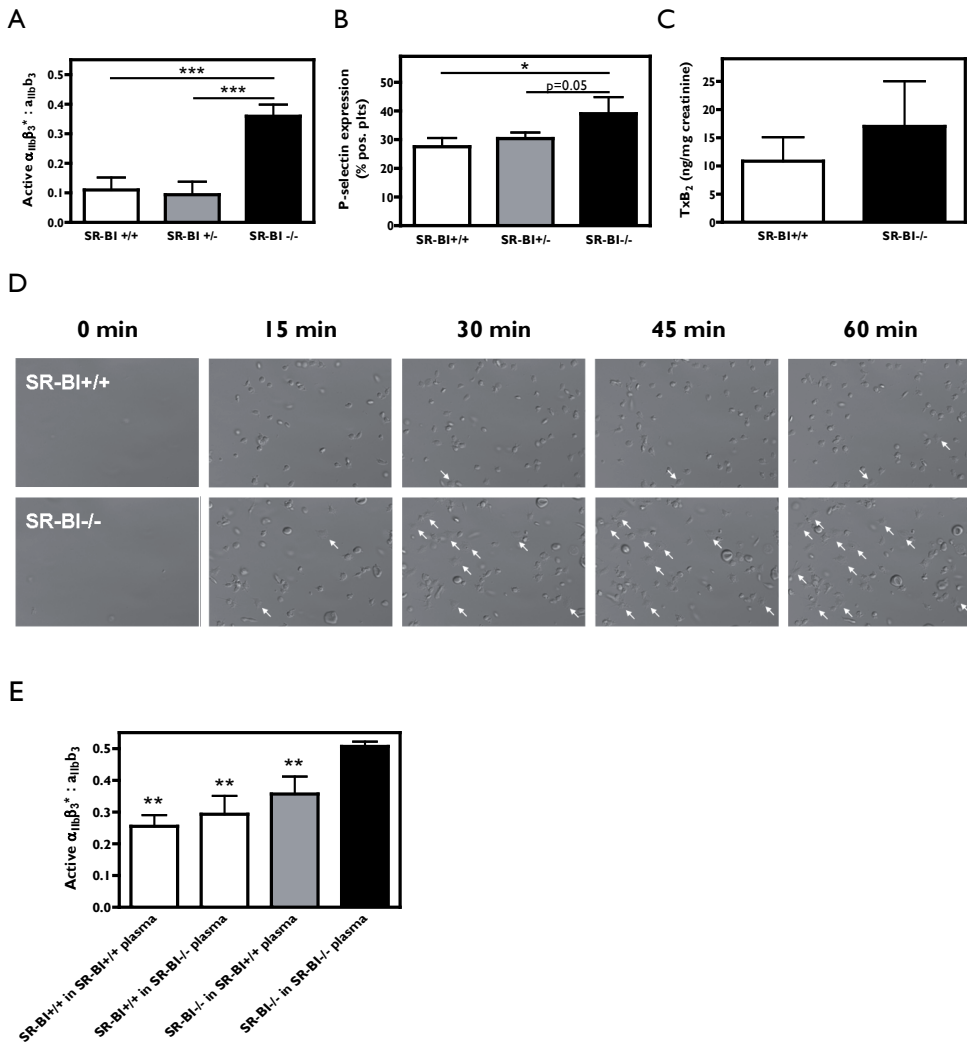 A
Active αIIbβ3* : aIIbb3
0.5
0.4
0.3
0.2
0.1
0.0
***
***
SR-BI +/+ SR-BI +/- SR-BI -/-
B
P-selectin expression
(% pos. plts)
50
40
30
20
10
0
*
p=0.05
SR-BI+/+ SR-BI+/- SR-BI-/-
C
TxB2 (ng/mg creatinine)
25
20
15
10
5
0
SR-BI+/+ SR-BI-/-
D
0 min 15 min 30 min 45 min 60 min
SR-BI+/+
SR-BI-/-
E
Active αIIbβ3* : aIIbb3
0.5
0.4
0.3
0.2
0.1
0.0
** ** **
SR-BI+/+ in SR-BI+/+ plasma
SR-BI+/+ in SR-BI-/- plasma
SR-BI-/- in SR-BI+/+ plasma
SR-BI-/- in SR-BI-/- plasma